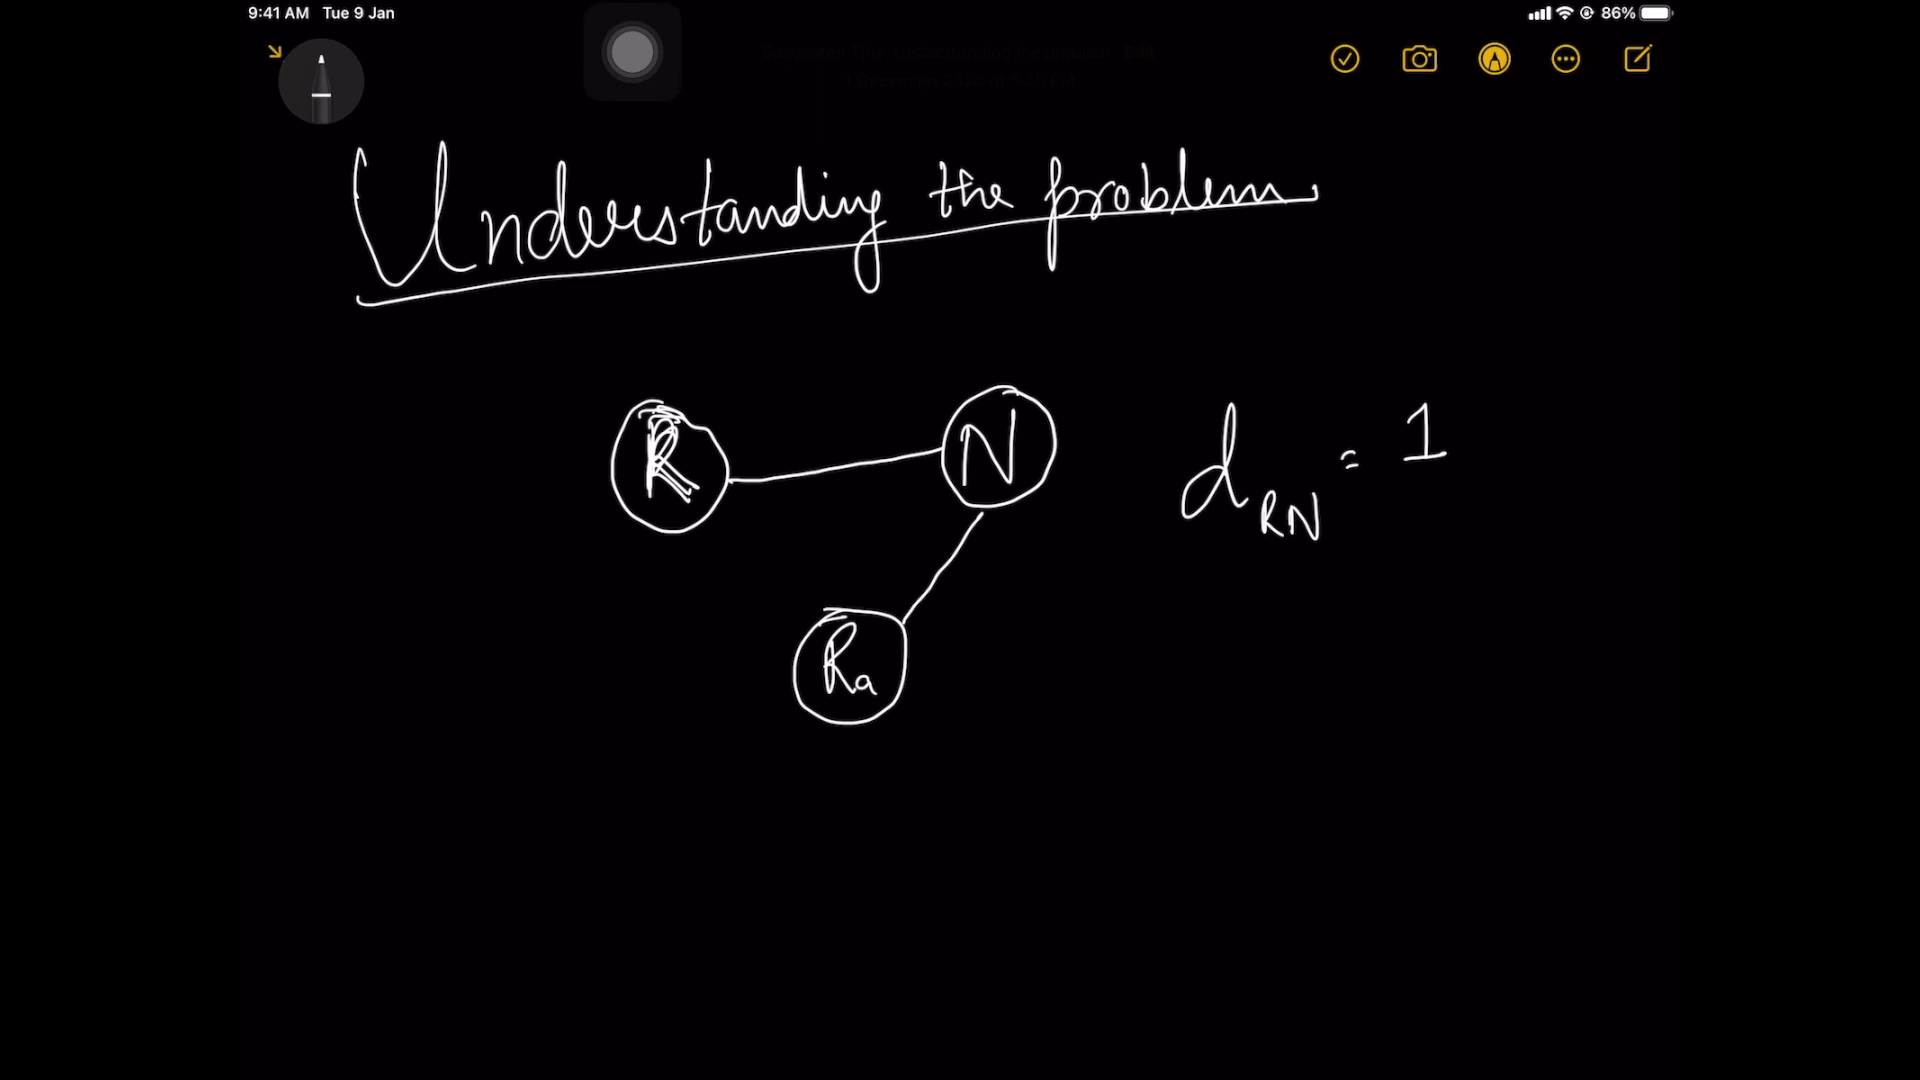 9:41 AM Tue 9 Jan
86%
Understanding the problem
R
N
d_RN = 1
Ra